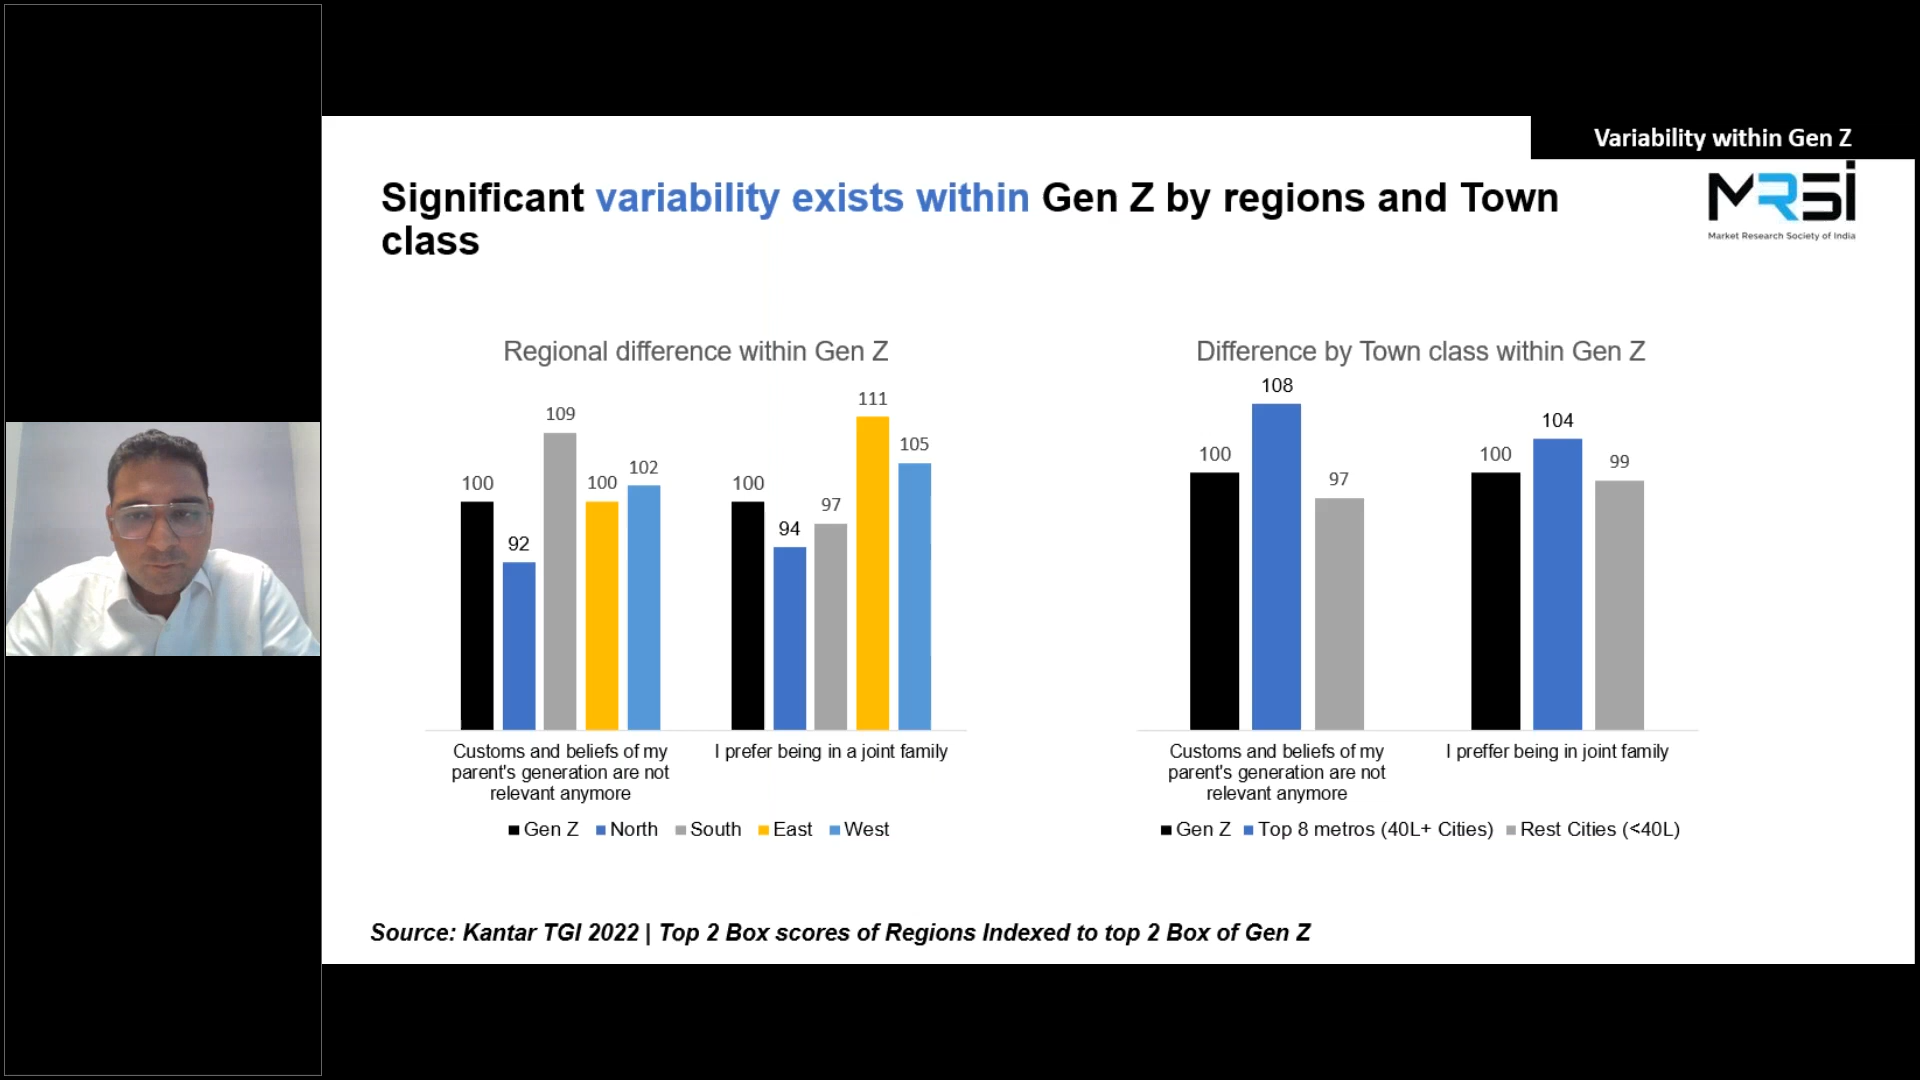 Variability within Gen Z
MRSI
Market Research Society of India
Significant variability exists within Gen Z by regions and Town
class
Regional difference within Gen Z
100
92
109
100
102
100
94
97
111
105
Customs and beliefs of my
parent's generation are not
relevant anymore
I prefer being in a joint family
Gen Z North South East West
Difference by Town class within Gen Z
100
108
97
100
104
99
Customs and beliefs of my
parent's generation are not
relevant anymore
I preffer being in joint family
Gen Z Top 8 metros (40L+ Cities) Rest Cities (<40L)
Source: Kantar TGI 2022 | Top 2 Box scores of Regions Indexed to top 2 Box of Gen Z